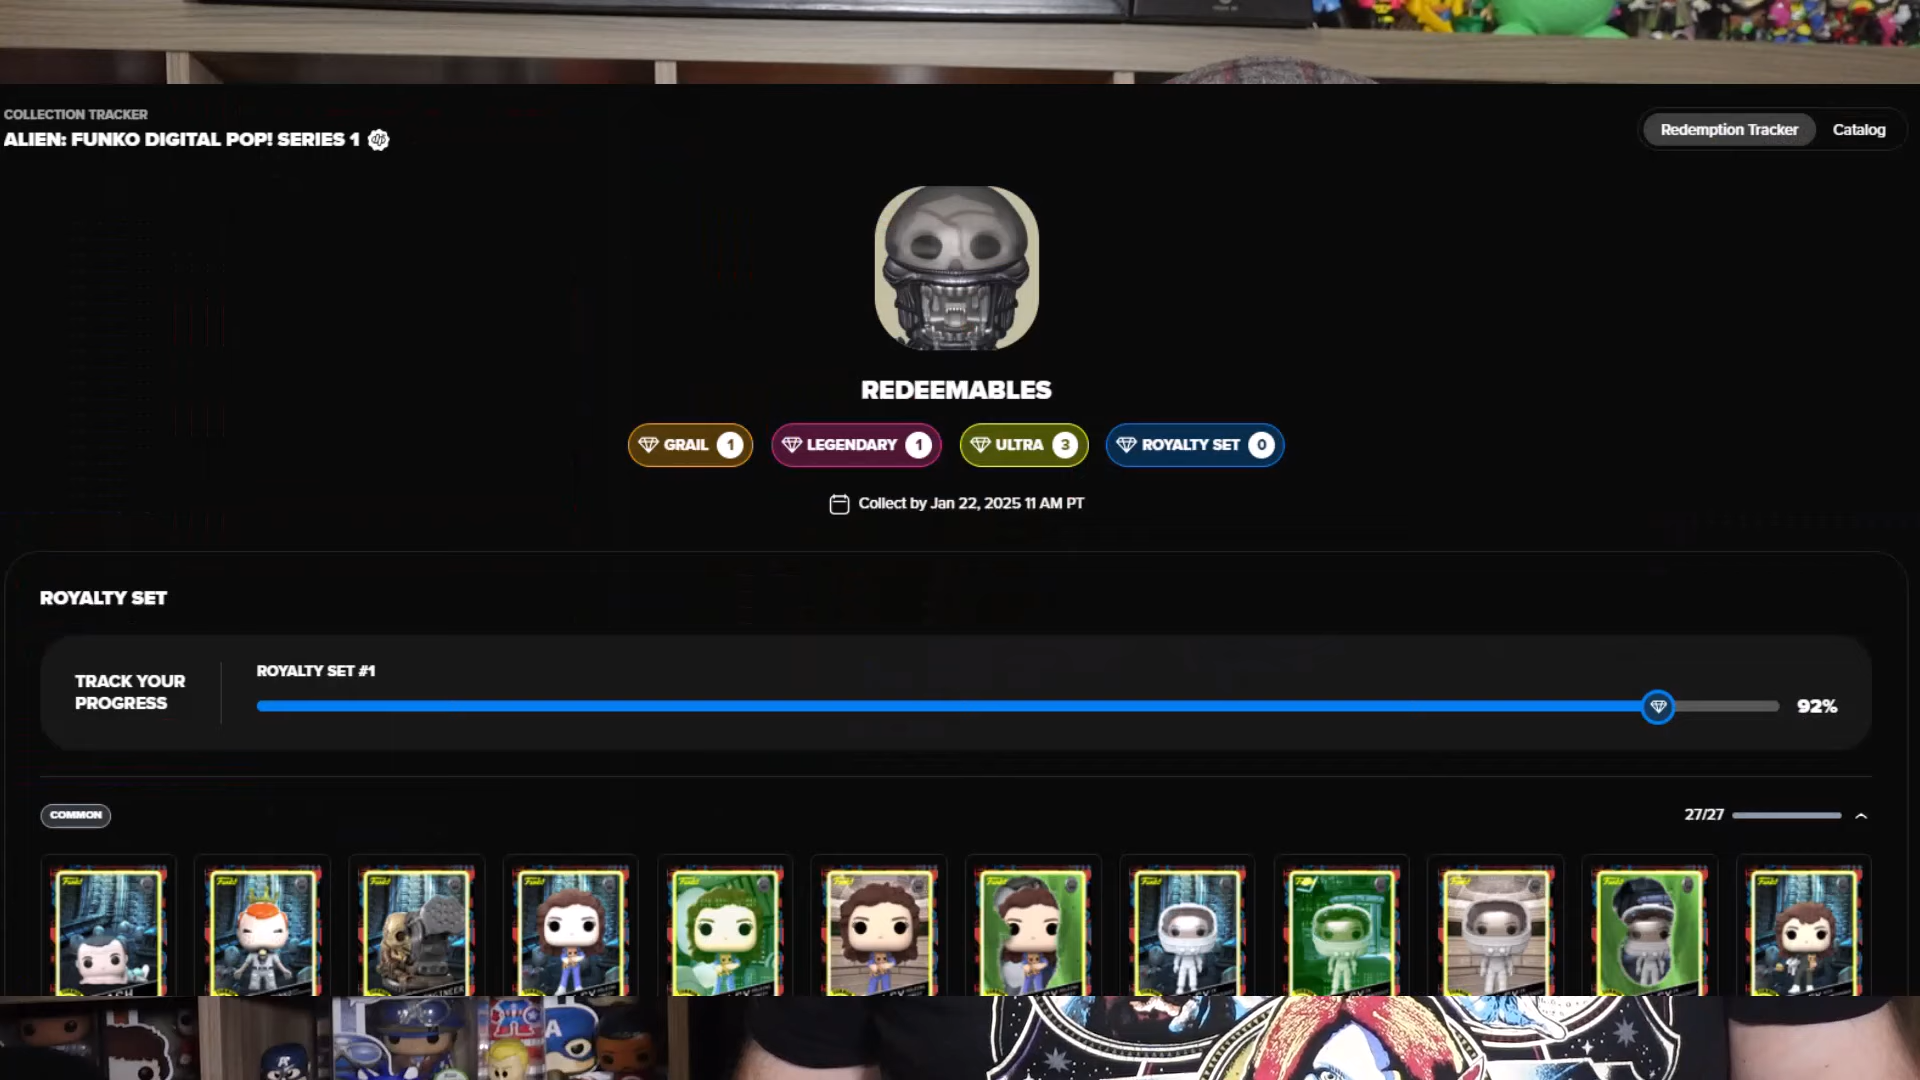 COLLECTION TRACKER
ALIEN: FUNKO DIGITAL POP! SERIES 1
Redemption Tracker
Catalog
REDEEMABLES
GRAIL 1
LEGENDARY 1
ULTRA 3
ROYALTY SET 0
Collect by Jan 22, 2025 11 AM PT
ROYALTY SET
TRACK YOUR
PROGRESS
ROYALTY SET #1
92%
COMMON
27/27